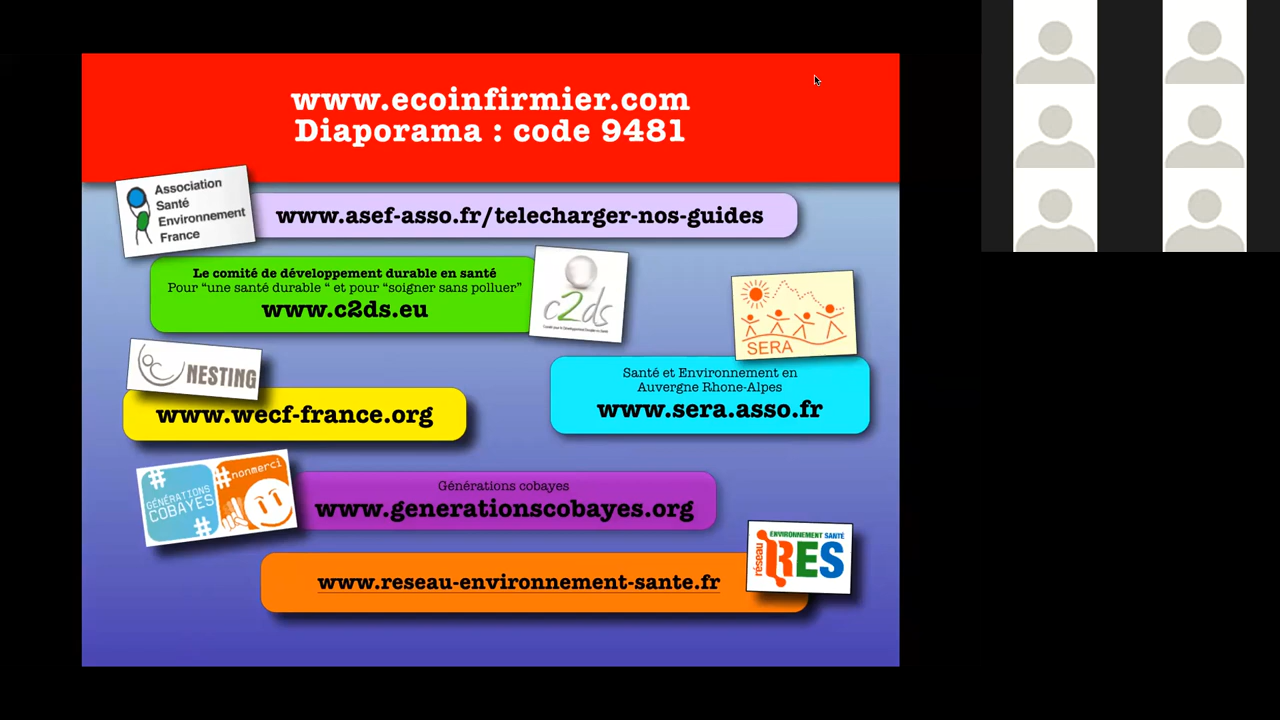 www.ecoinfirmier.com
Diaporama : code 9481
Association
Santé
Environnement
France
www.asef-asso.fr/telecharger-nos-guides
Le comité de développement durable en santé
Pour “une santé durable “ et pour “soigner sans polluer”
www.c2ds.eu
c2ds
SERA
NESTING
www.wecf-france.org
Santé et Environnement en
Auvergne Rhone-Alpes
www.sera.asso.fr
#
GÉNÉRATIONS
COBAYES
#
#nonmerci
Générations cobayes
www.generationscobayes.org
ENVIRONNEMENT SANTÉ
réseau
RES
www.reseau-environnement-sante.fr